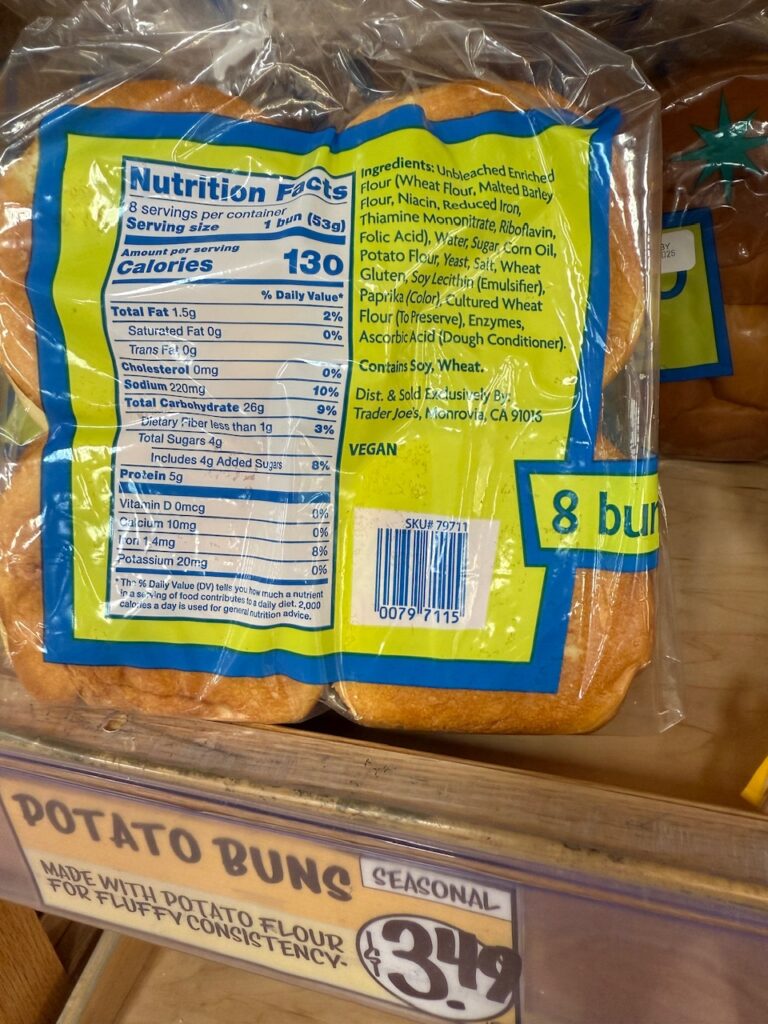 Nutrition Facts
8 servings per container
Serving size 1 bun (53g)
Amount per serving
Calories 130
% Daily Value*
Total Fat 1.5g 2%
Saturated Fat 0g 0%
Trans Fat 0g
Cholesterol 0mg 0%
Sodium 220mg 10%
Total Carbohydrate 26g 9%
Dietary Fiber less than 1g 3%
Total Sugars 4g
Includes 4g Added Sugars 8%
Protein 5g
Vitamin D 0mcg 0%
Calcium 10mg 0%
Iron 1.4mg 8%
Potassium 20mg 0%
*The % Daily Value (DV) tells you how much a nutrient
in a serving of food contributes to a daily diet. 2,000
calories a day is used for general nutrition advice.
Ingredients: Unbleached Enriched
Flour (Wheat Flour, Malted Barley
Flour, Niacin, Reduced Iron,
Thiamine Mononitrate, Riboflavin,
Folic Acid), Water, Sugar, Corn Oil,
Potato Flour, Yeast, Salt, Wheat
Gluten, Soy Lecithin (Emulsifier),
Paprika (Color), Cultured Wheat
Flour (To Preserve), Enzymes,
Ascorbic Acid (Dough Conditioner).
Contains Soy, Wheat.
Dist. & Sold Exclusively By:
Trader Joe's, Monrovia, CA 91016
VEGAN
SKU# 79711
0079 7115
8 bun
POTATO BUNS
SEASONAL
MADE WITH POTATO FLOUR
FOR FLUFFY CONSISTENCY-
$3.49